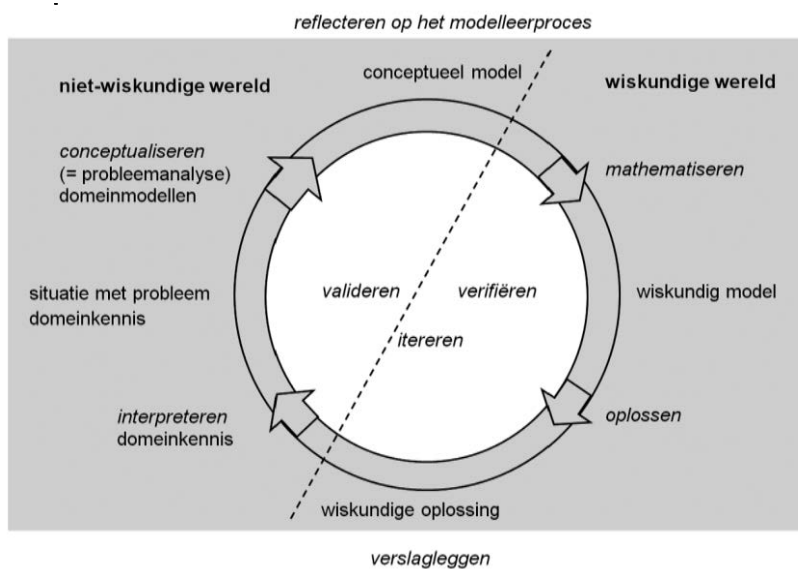 reflecteren op het modelleerproces
conceptueel model
niet-wiskundige wereld
wiskundige wereld
conceptualiseren
(= probleemanalyse)
domeinmodellen
mathematiseren
situatie met probleem
domeinkennis
valideren
verifiëren
itereren
wiskundig model
interpreteren
domeinkennis
oplossen
wiskundige oplossing
verslagleggen